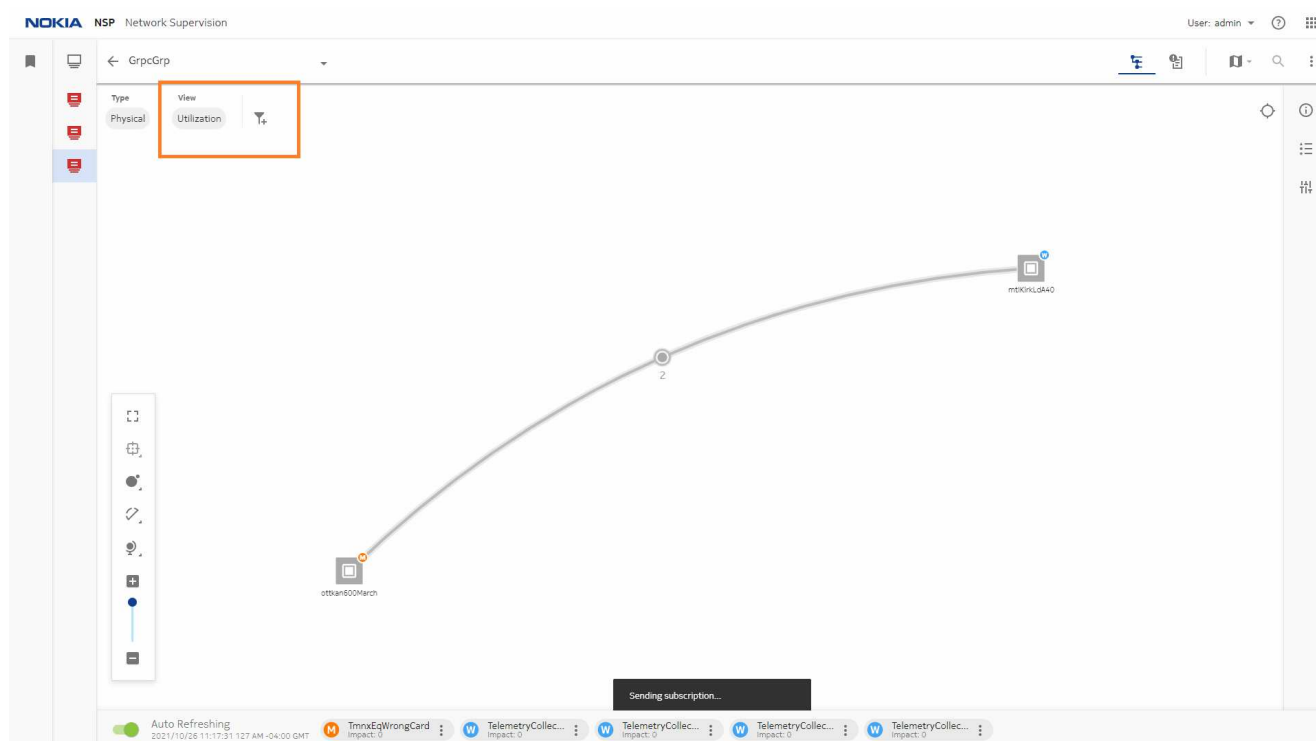 NOKIA NSP Network Supervision
User: admin
GrpcGrp
Type
View
Physical
Utilization
W
mtlKirkLdA40
2
M
ottkan600March
Sending subscription...
Auto Refreshing
2021/10/26 11:17:31 127 AM -04:00 GMT
M TmnxEqWrongCard
Impact: 0
W TelemetryCollec...
Impact: 0
W TelemetryCollec...
Impact: 0
W TelemetryCollec...
Impact: 0
W TelemetryCollec...
Impact: 0